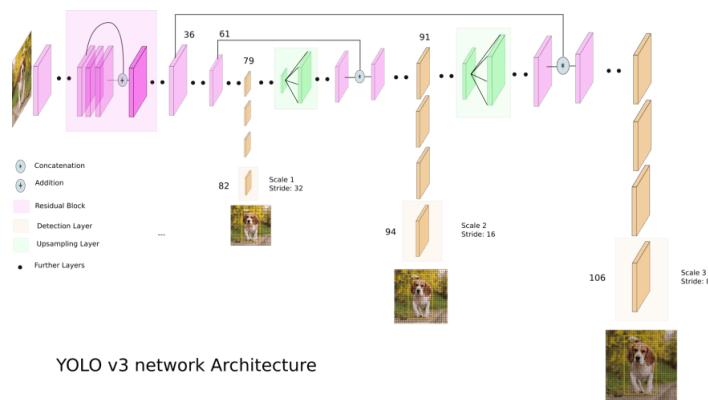 36
61
91
79
Concatenation
Addition
Residual Block
Detection Layer
Upsampling Layer
Further Layers
...
82
Scale 1
Stride: 32
94
Scale 2
Stride: 16
106
Scale 3
Stride:
YOLO v3 network Architecture